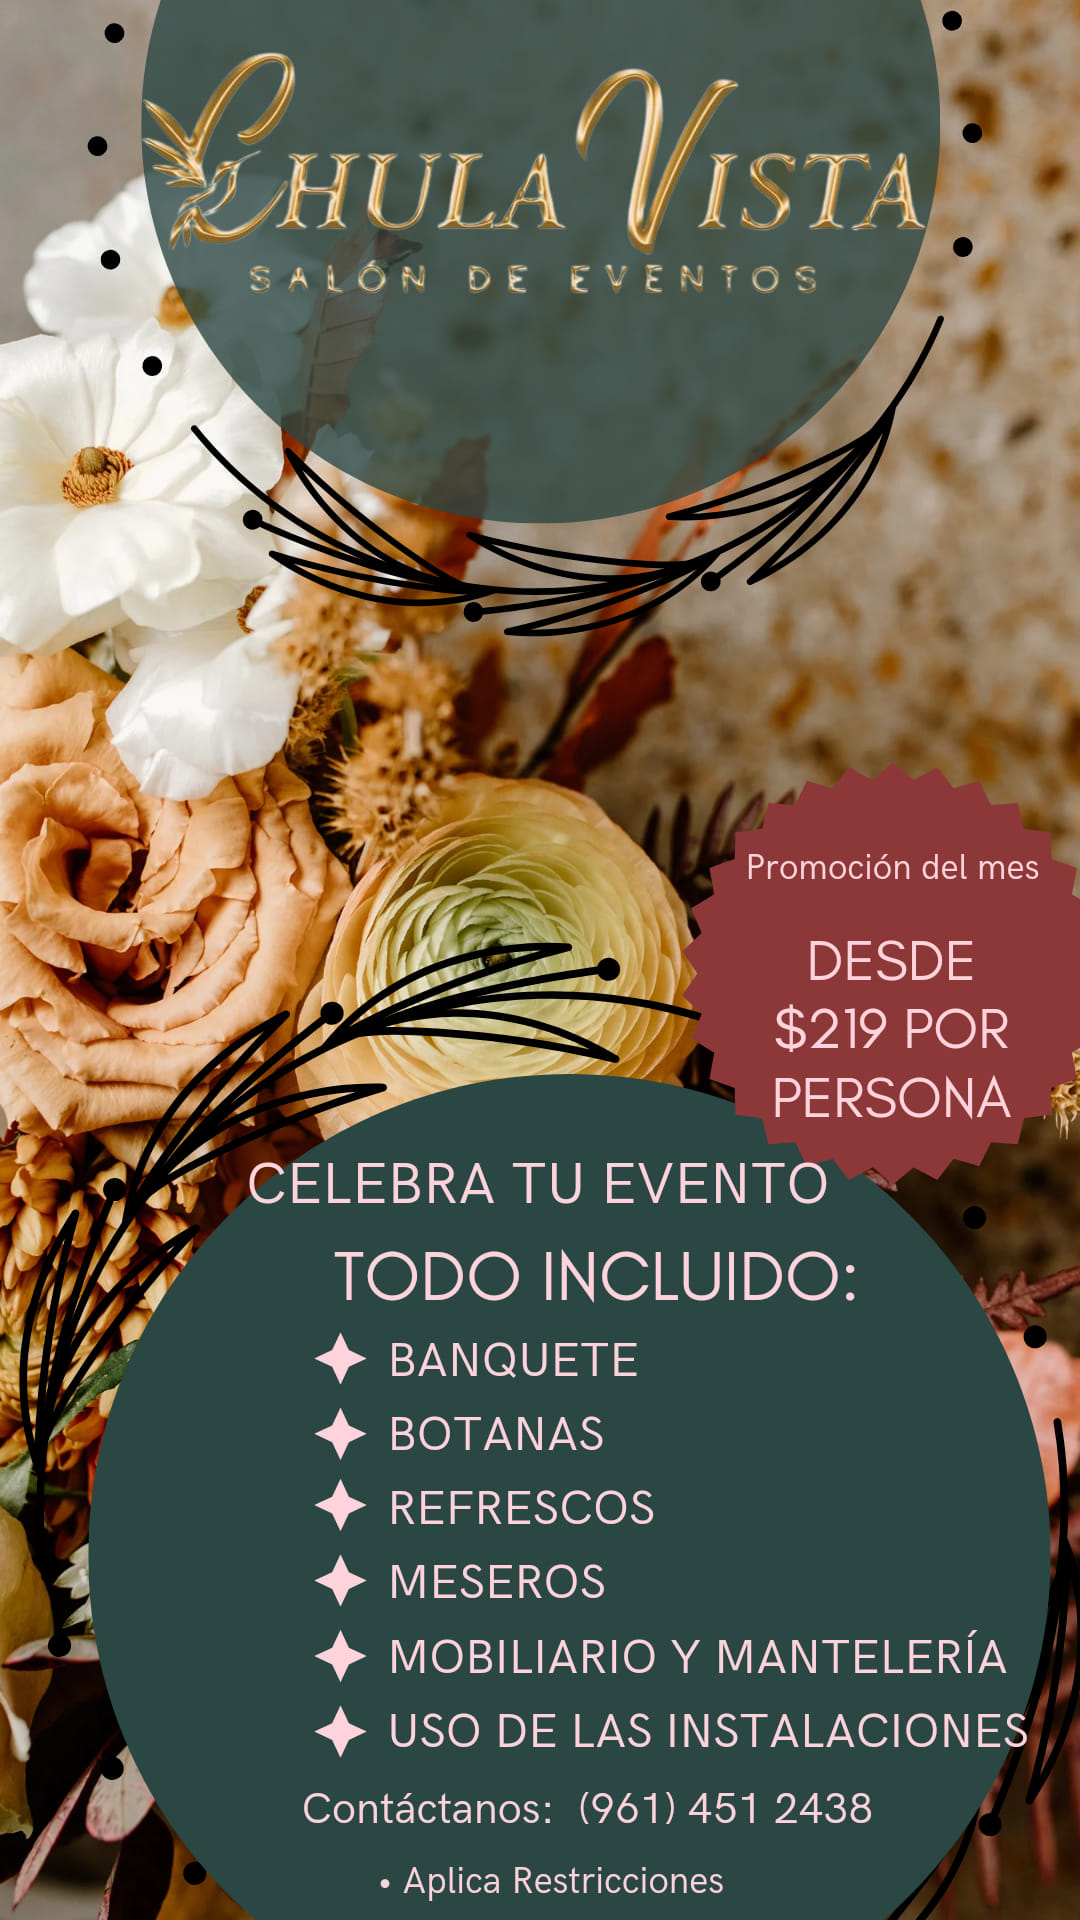 CHULA VISTA
SALÓN DE EVENTOS
Promoción del mes
DESDE
$219 POR
PERSONA
CELEBRA TU EVENTO
TODO INCLUIDO:
BANQUETE
BOTANAS
REFRESCOS
MESEROS
MOBILIARIO Y MANTELERÍA
USO DE LAS INSTALACIONES
Contáctanos: (961) 451 2438
• Aplica Restricciones